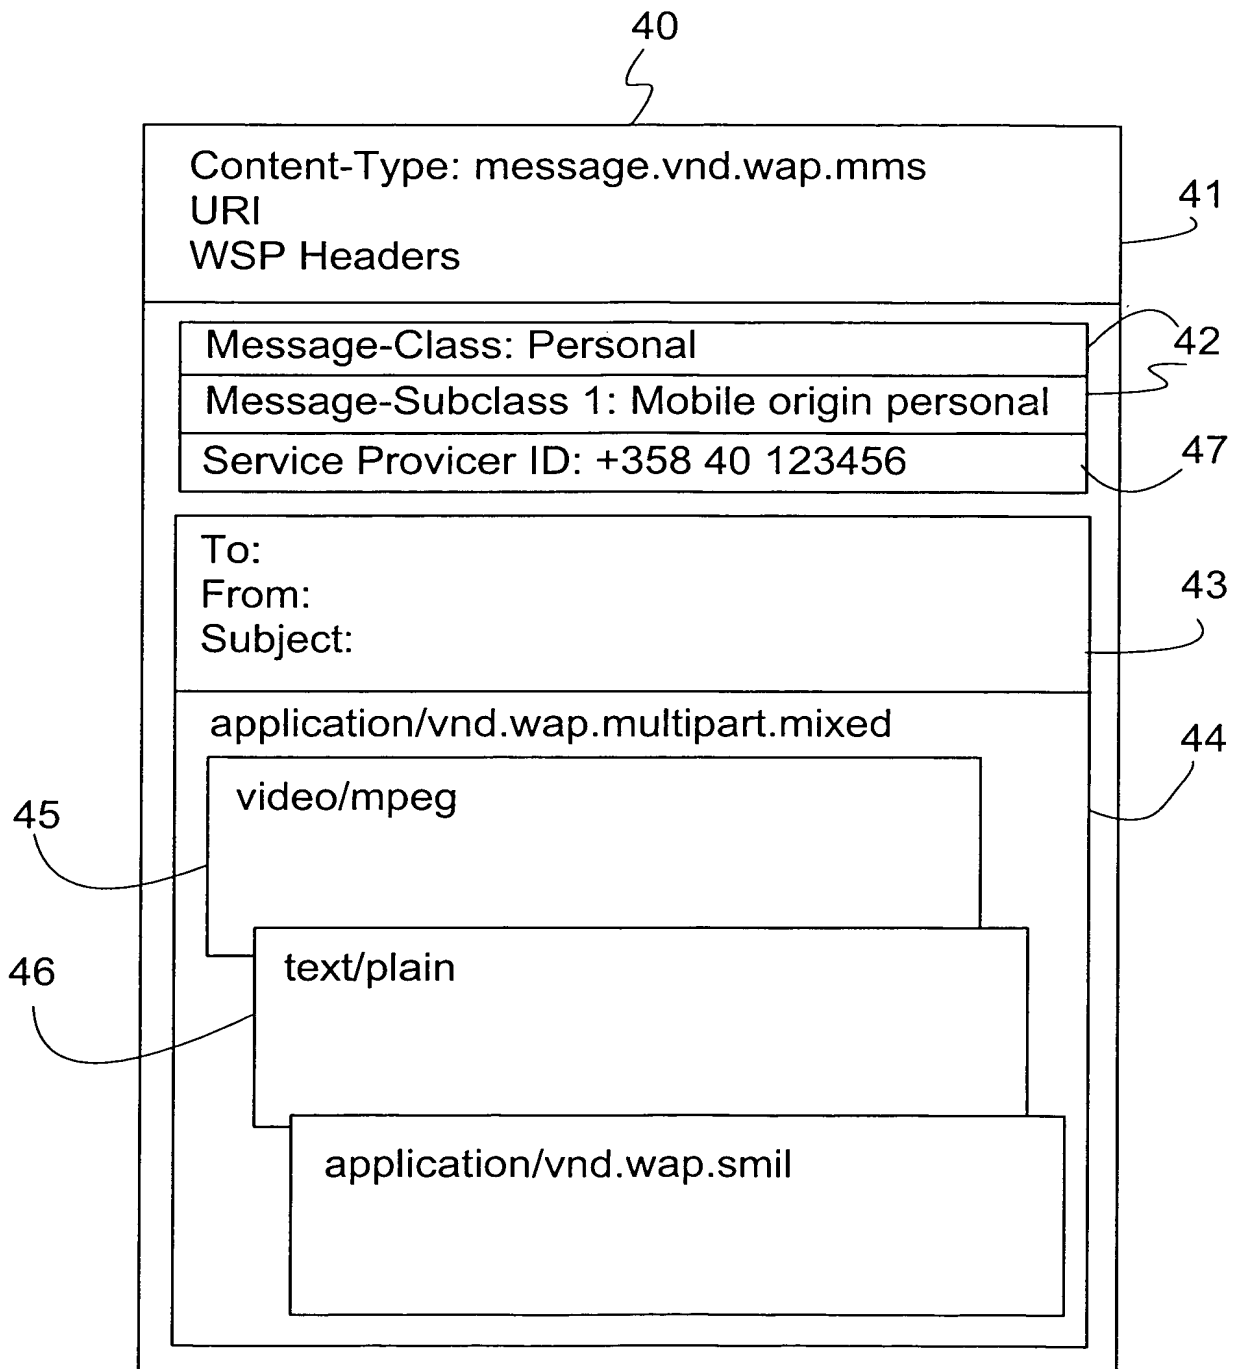 40
Content-Type: message.vnd.wap.mms
URI
WSP Headers
41
Message-Class: Personal
42
Message-Subclass 1: Mobile origin personal
Service Provicer ID: +358 40 123456
47
To:
From:
Subject:
43
application/vnd.wap.multipart.mixed
44
video/mpeg
45
text/plain
46
application/vnd.wap.smil